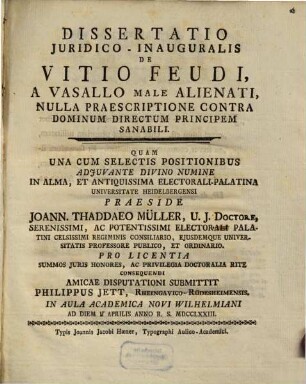 DISSERTATIO
JURIDICO - INAUGURALIS
DE
VITIO FEUDI,
A VASALLO MALE ALIENATI,
NULLA PRAESCRIPTIONE CONTRA
DOMINUM DIRECTUM PRINCIPEM
SANABILI.
QUAM
UNA CUM SELECTIS POSITIONIBUS
ADJUVANTE DIVINO NUMINE
IN ALMA, ET ANTIQUISSIMA ELECTORALI-PALATINA
UNIVERSITATE HEIDELBERGENSI
PRAESIDE
JOANN. THADDAEO MÜLLER, U. J. DOCTORE,
SERENISSIMI, AC POTENTISSIMI ELECTORALI PALA-
TINI CELSISSIMI REGIMINIS CONSILIARIO, EJUSDEMQUE UNIVER-
SITATIS PROFESSORE PUBLICO, ET ORDINARIO.
PRO LICENTIA
SUMMOS JURIS HONORES, AC PRIVILEGIA DOCTORALIA RITE
CONSEQUENDI
AMICAE DISPUTATIONI SUBMITTIT
PHILIPPUS JETT, RHENGAVICO-RÜDESHEIMENSIS,
IN AULA ACADEMICA NOVI WILHELMIANI
AD DIEM APRILIS ANNO R. S. MDCCLXXIII.
Typis Joannis Jacobi Hæner, Typographi Aulico-Academici.